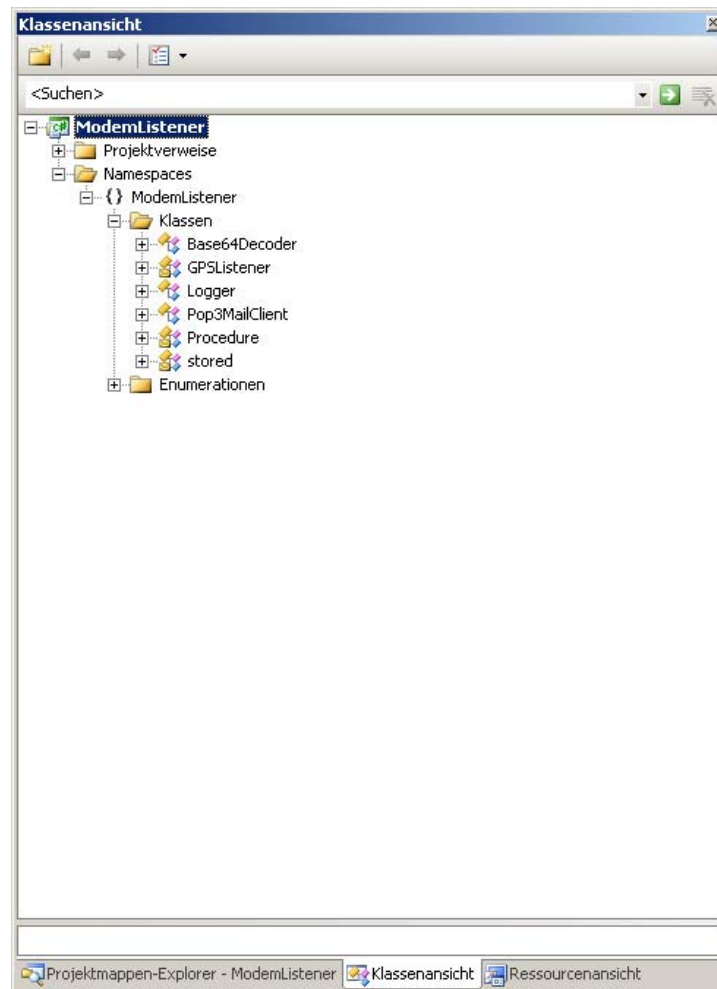 Klassenansicht
<Suchen>
ModemListener
Projektverweise
Namespaces
{} ModemListener
Klassen
Base64Decoder
GPSListener
Logger
Pop3MailClient
Procedure
stored
Enumerationen
Projektmappen-Explorer - ModemListener Klassenansicht Ressourcenansicht